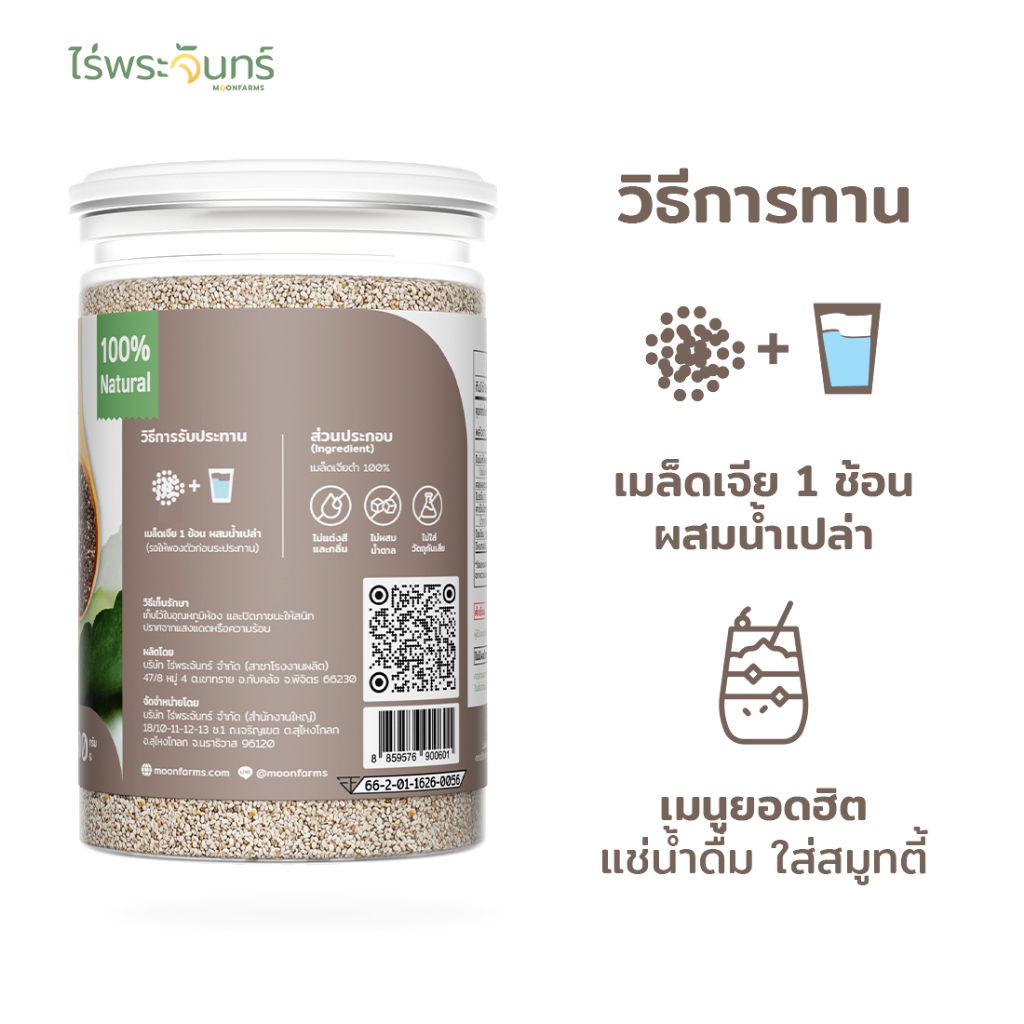 ไร่พระจันทร์
MOONFARMS
วิธีการทาน
เมล็ดเจีย 1 ช้อน
ผสมน้ำเปล่า
เมนูยอดฮิต
แช่น้ำดื่ม ใส่สมูทตี้
100%
Natural
วิธีการรับประทาน
เมล็ดเจีย 1 ช้อน ผสมน้ำเปล่า
(รอให้พองตัวก่อนระประทาน)
ส่วนประกอบ
(Ingredient)
เมล็ดเจียดำ 100%
ไม่แต่งสี
และกลิ่น
ไม่ผสม
น้ำตาล
ไม่ใส่
วัตถุกันเสีย
วิธีเก็บรักษา
เก็บไว้ในอุณหภูมิห้อง และปิดภาชนะให้สนิท
ปราศจากแสงแดดหรือความร้อน
ผลิตโดย
บริษัท ไร่พระจันทร์ จำกัด (สาขาโรงงานผลิต)
47/8 หมู่ 4 ต.เขาทราย อ.ทับคล้อ จ.พิจิตร 66230
จัดจำหน่ายโดย
บริษัท ไร่พระจันทร์ จำกัด (สำนักงานใหญ่)
18/10-11-12-13 ซ.1 ถ.เจริญเขต ต.สุไหงโกลก
อ.สุไหงโกลก จ.นราธิวาส 96120
moonfarms.com LINE @moonfarms
8 859576 900601
66-2-01-1626-0056
กรัม